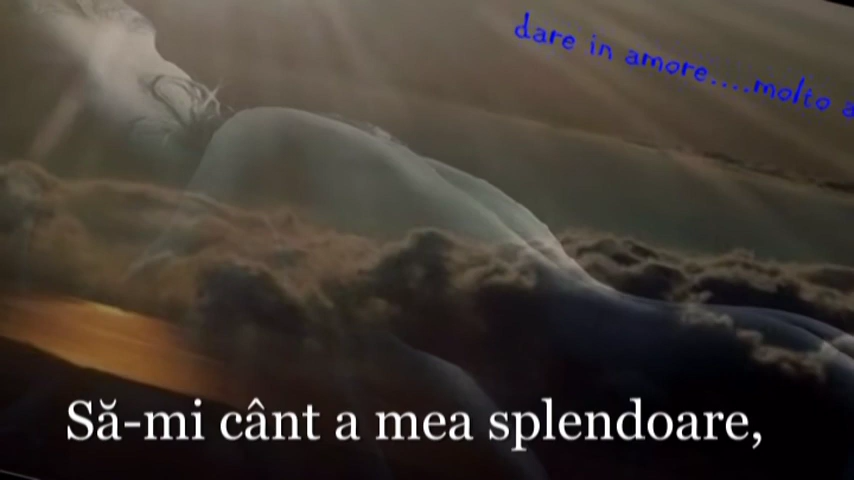 dare in amore....molto
Să-mi cânt a mea splendoare,